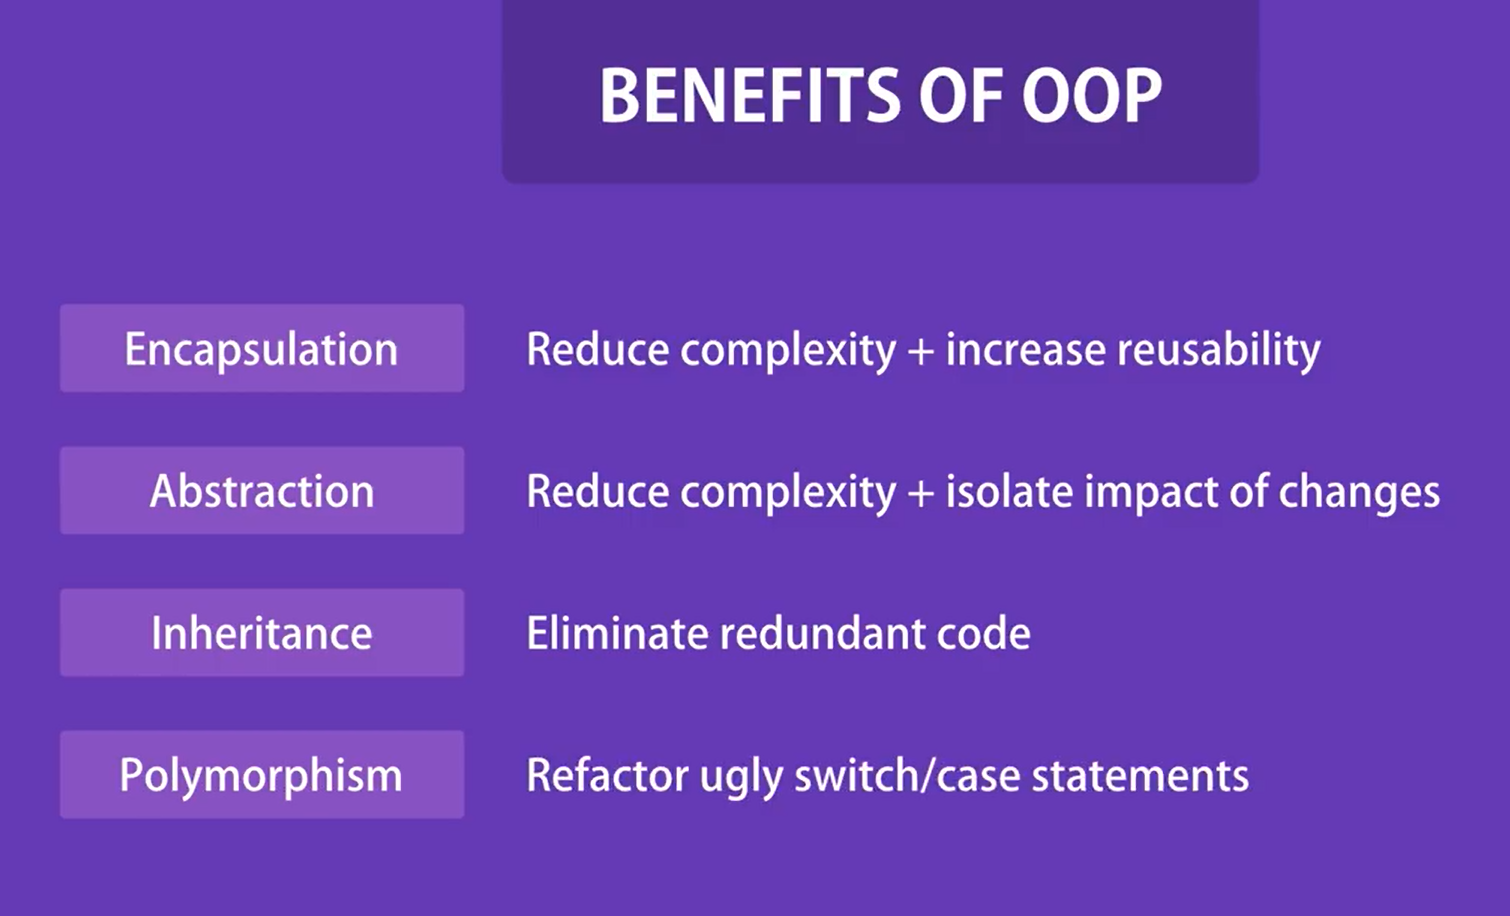 BENEFITS OF OOP
Encapsulation
Reduce complexity + increase reusability
Abstraction
Reduce complexity + isolate impact of changes
Inheritance
Eliminate redundant code
Polymorphism
Refactor ugly switch/case statements